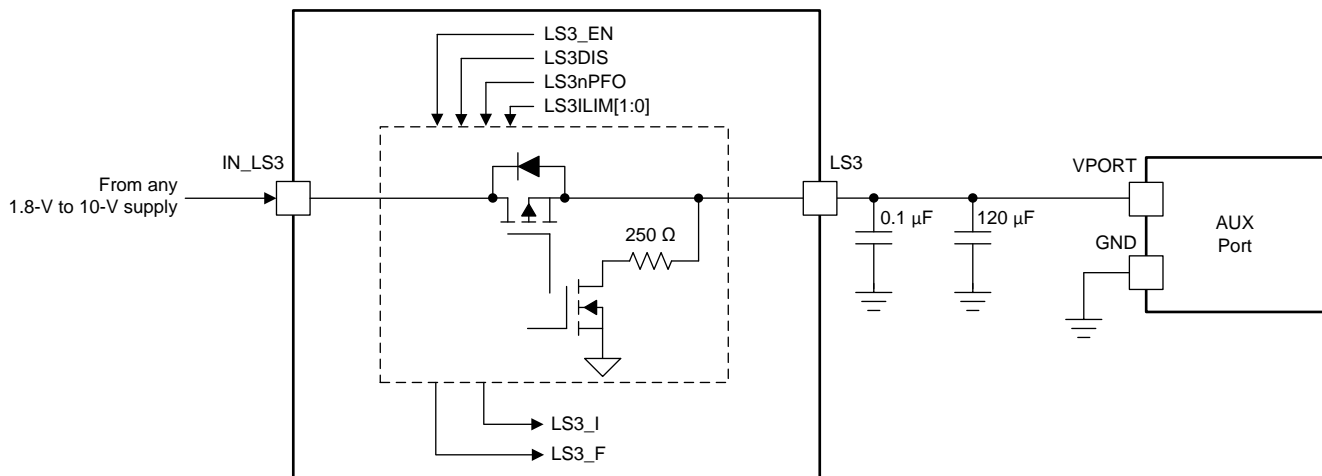 LS3_EN
LS3DIS
LS3nPFO
LS3ILIM[1:0]
IN_LS3
LS3
VPORT
From any
1.8-V to 10-V supply
0.1 µF
120 µF
AUX
Port
250 Ω
GND
LS3_I
LS3_F